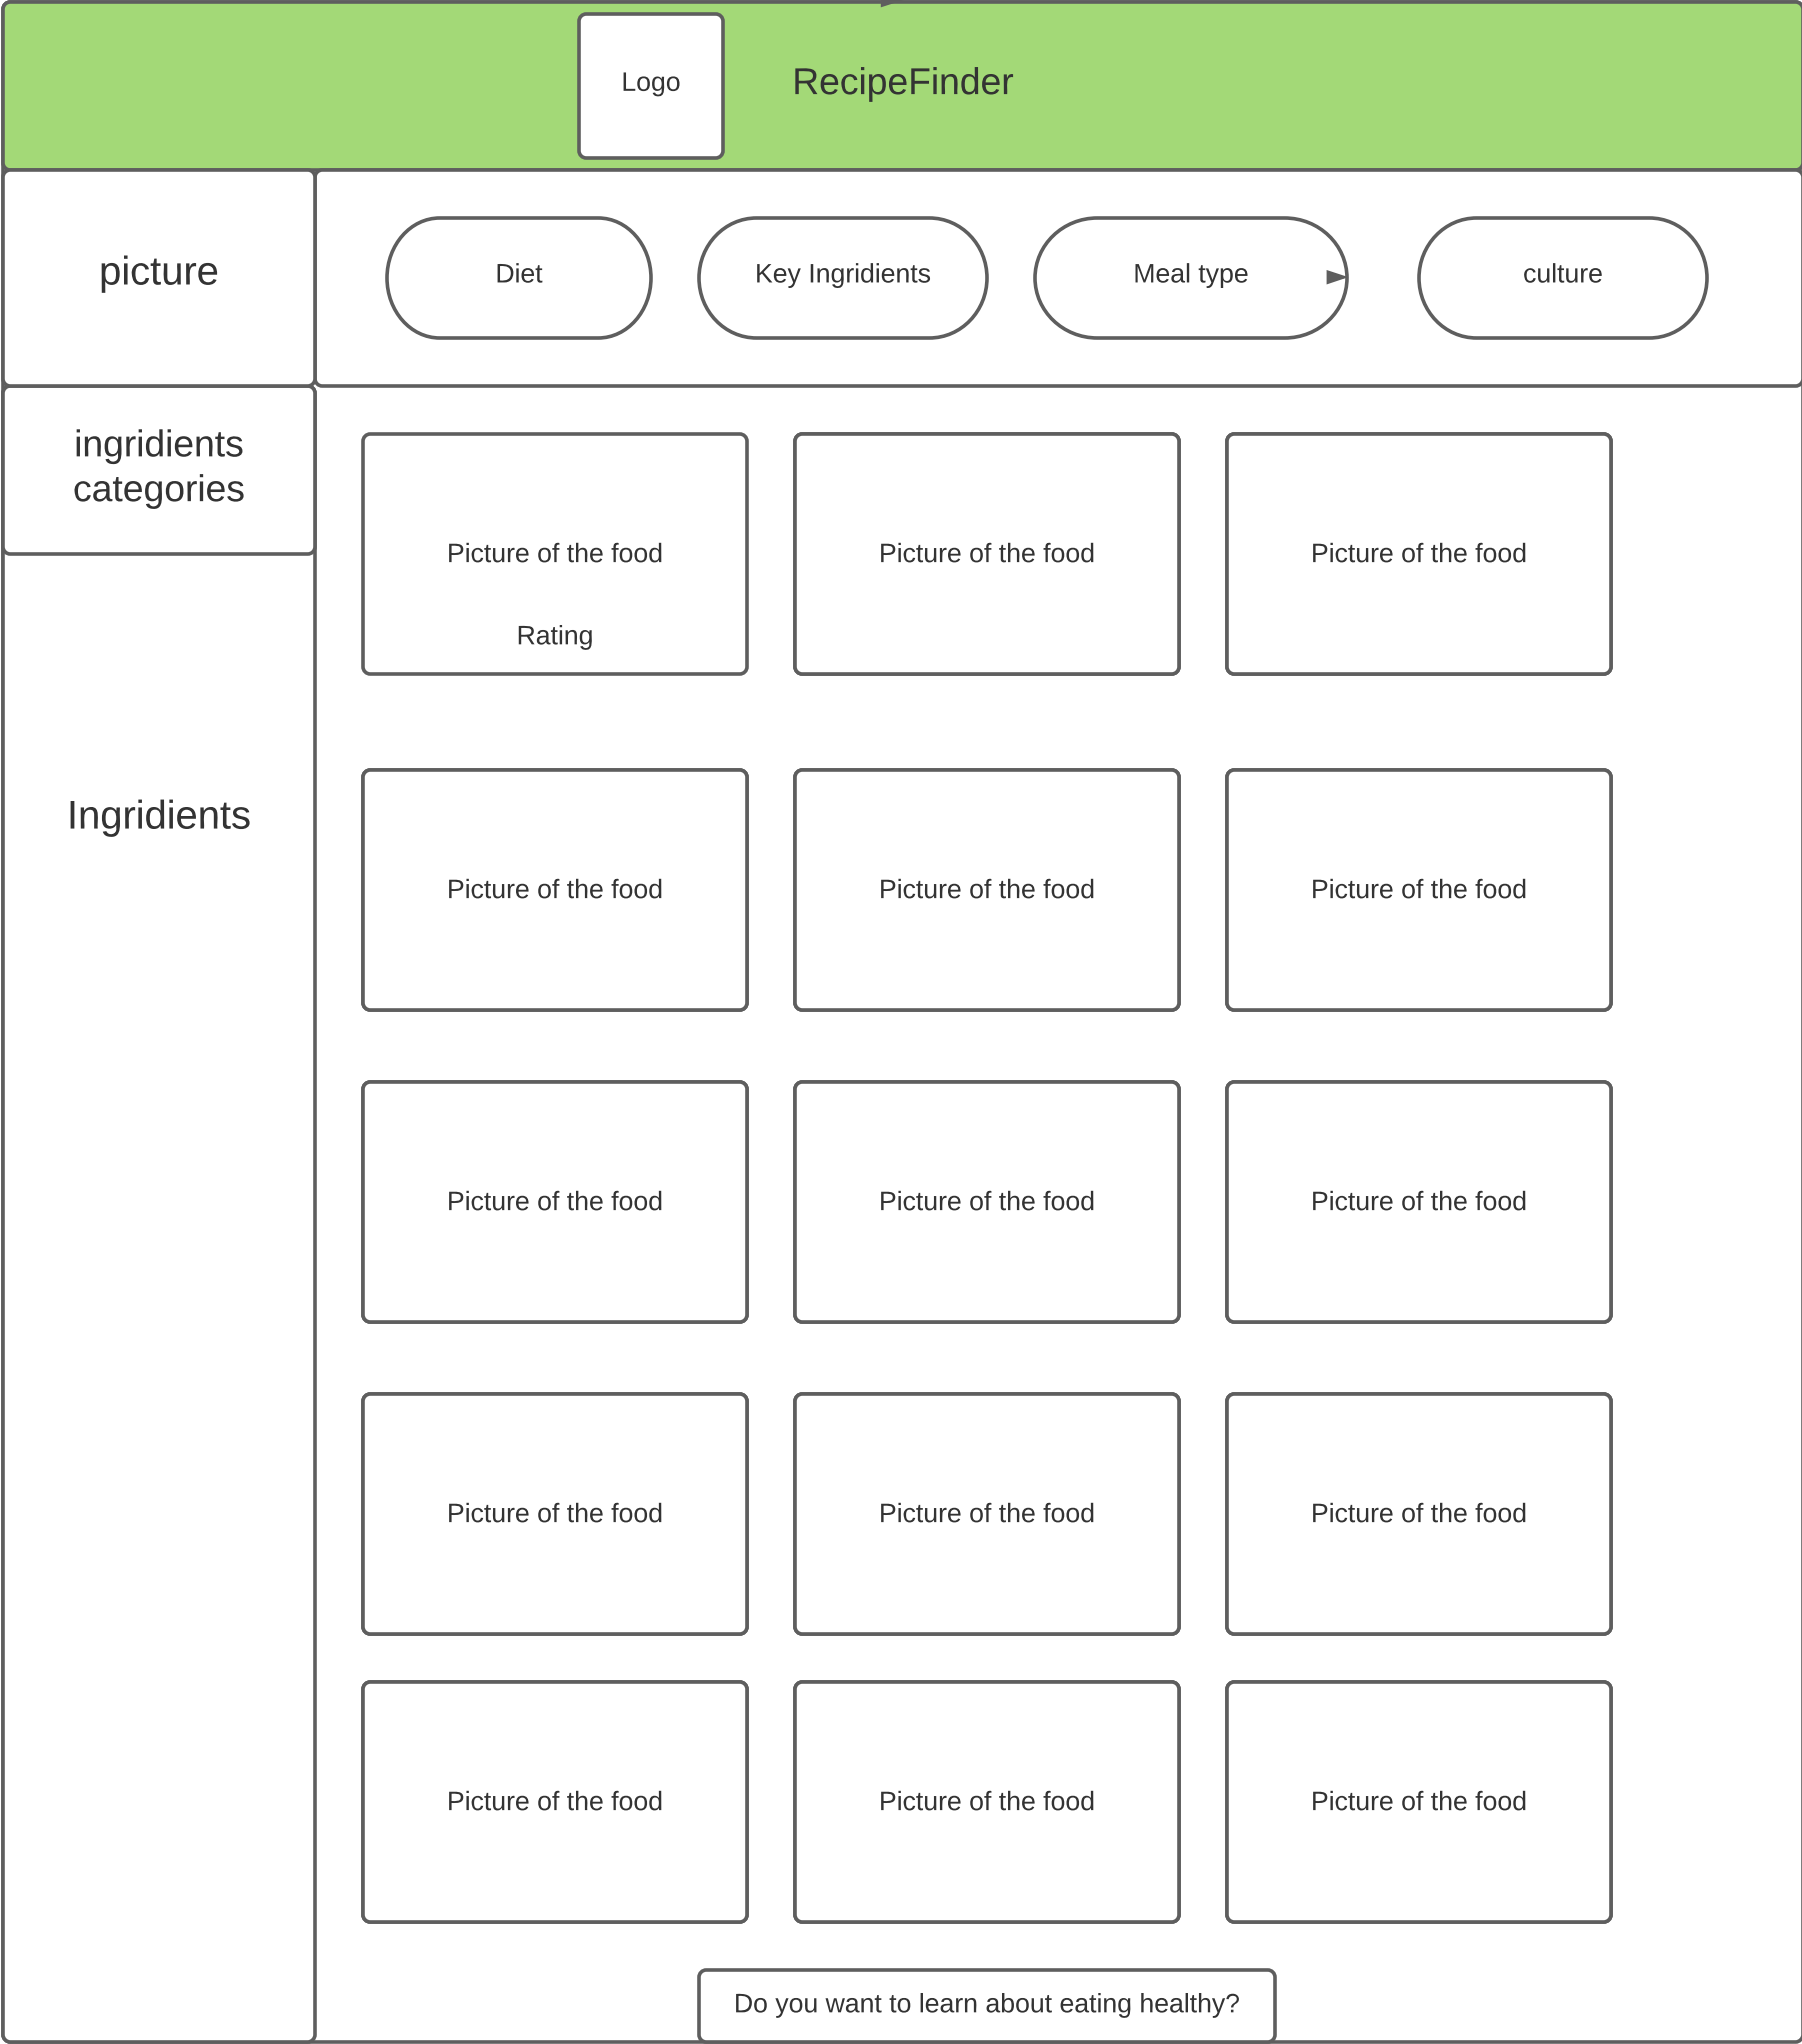 Logo
RecipeFinder
picture
Diet
Key Ingridients
Meal type
culture
ingridients
categories
Picture of the food
Rating
Picture of the food
Picture of the food
Ingridients
Picture of the food
Picture of the food
Picture of the food
Picture of the food
Picture of the food
Picture of the food
Picture of the food
Picture of the food
Picture of the food
Picture of the food
Picture of the food
Picture of the food
Do you want to learn about eating healthy?